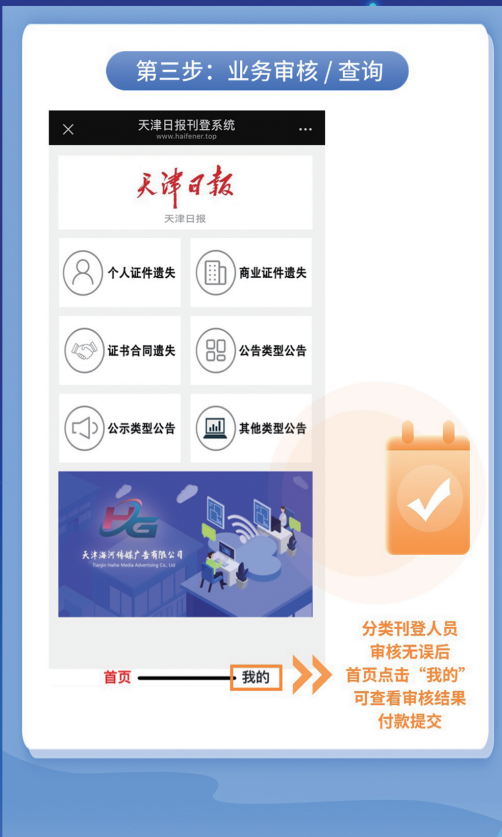 第三步：业务审核 / 查询
天津日报刊登系统
www.haifener.top
天津日报
天津日报
个人证件遗失
商业证件遗失
证书合同遗失
公告类型公告
公示类型公告
其他类型公告
HG
天津海河传媒广告有限公司
Tianjin Haihe Media Advertising Co., Ltd
首页
我的
分类刊登人员
审核无误后
首页点击“我的”
可查看审核结果
付款提交